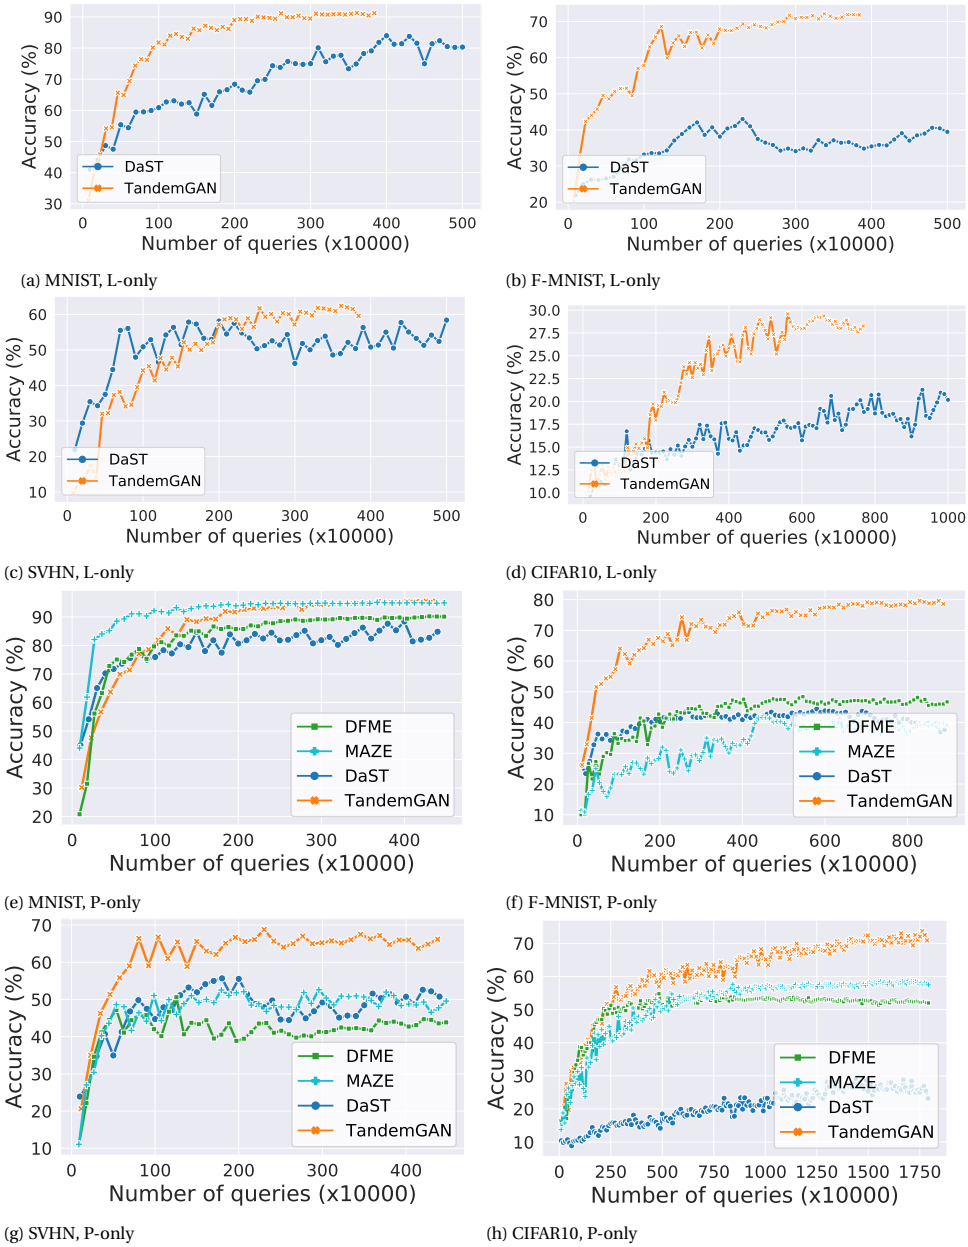 90
80
70
60
50
40
30
Accuracy (%)
DaST
TandemGAN
0 100 200 300 400 500
Number of queries (x10000)
(a) MNIST, L-only
70
60
50
40
30
20
Accuracy (%)
DaST
TandemGAN
0 100 200 300 400 500
Number of queries (x10000)
(b) F-MNIST, L-only
60
50
40
30
20
10
Accuracy (%)
DaST
TandemGAN
0 100 200 300 400 500
Number of queries (x10000)
(c) SVHN, L-only
30.0
27.5
25.0
22.5
20.0
17.5
15.0
12.5
10.0
Accuracy (%)
DaST
TandemGAN
0 200 400 600 800 1000
Number of queries (x10000)
(d) CIFAR10, L-only
90
80
70
60
50
40
30
20
Accuracy (%)
DFME
MAZE
DaST
TandemGAN
0 100 200 300 400
Number of queries (x10000)
(e) MNIST, P-only
80
70
60
50
40
30
20
10
Accuracy (%)
DFME
MAZE
DaST
TandemGAN
0 200 400 600 800
Number of queries (x10000)
(f) F-MNIST, P-only
70
60
50
40
30
20
10
Accuracy (%)
DFME
MAZE
DaST
TandemGAN
0 100 200 300 400
Number of queries (x10000)
(g) SVHN, P-only
70
60
50
40
30
20
10
Accuracy (%)
DFME
MAZE
DaST
TandemGAN
0 250 500 750 1000 1250 1500 1750
Number of queries (x10000)
(h) CIFAR10, P-only